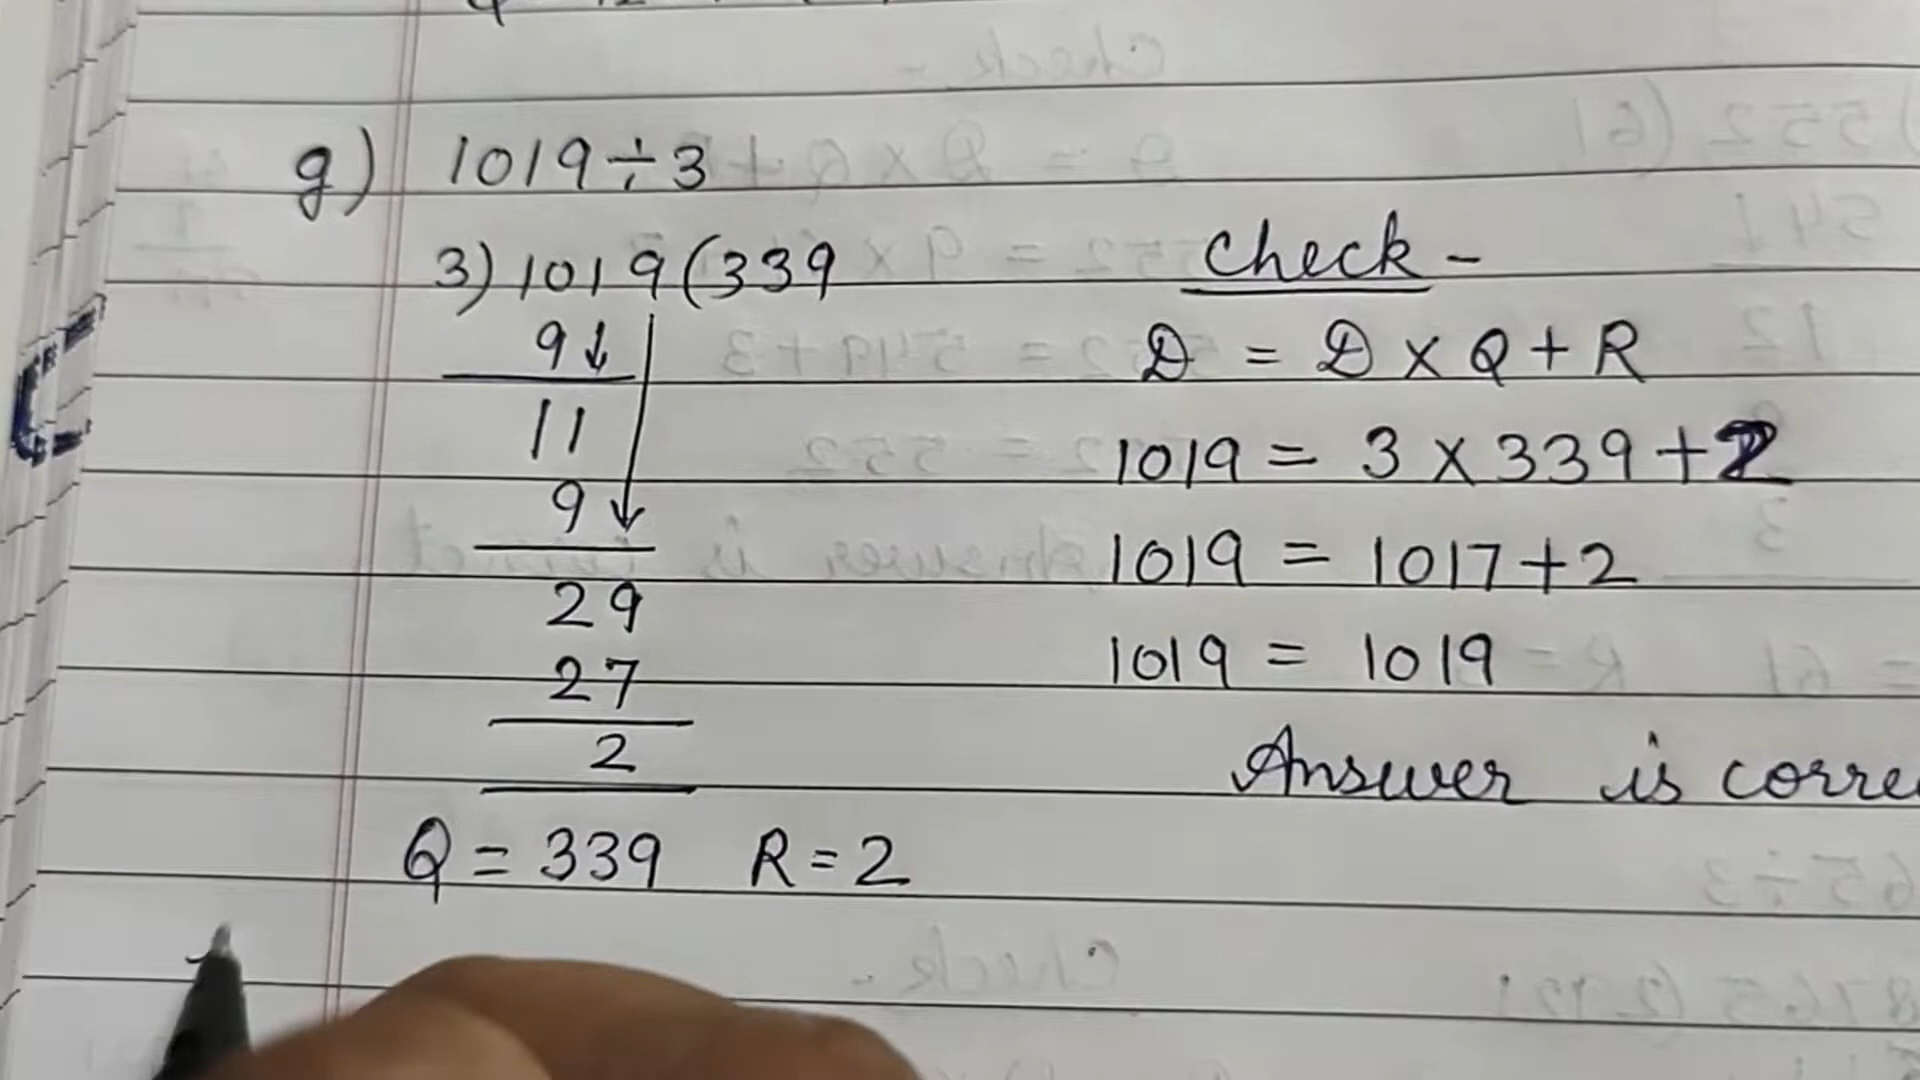 g) 1019÷3
3)1019(339
9↓
11
9↓
29
27
2
Q = 339 R = 2
Check -
D = D × Q + R
1019 = 3 × 339 + 2
1019 = 1017 + 2
1019 = 1019
Answer is corre